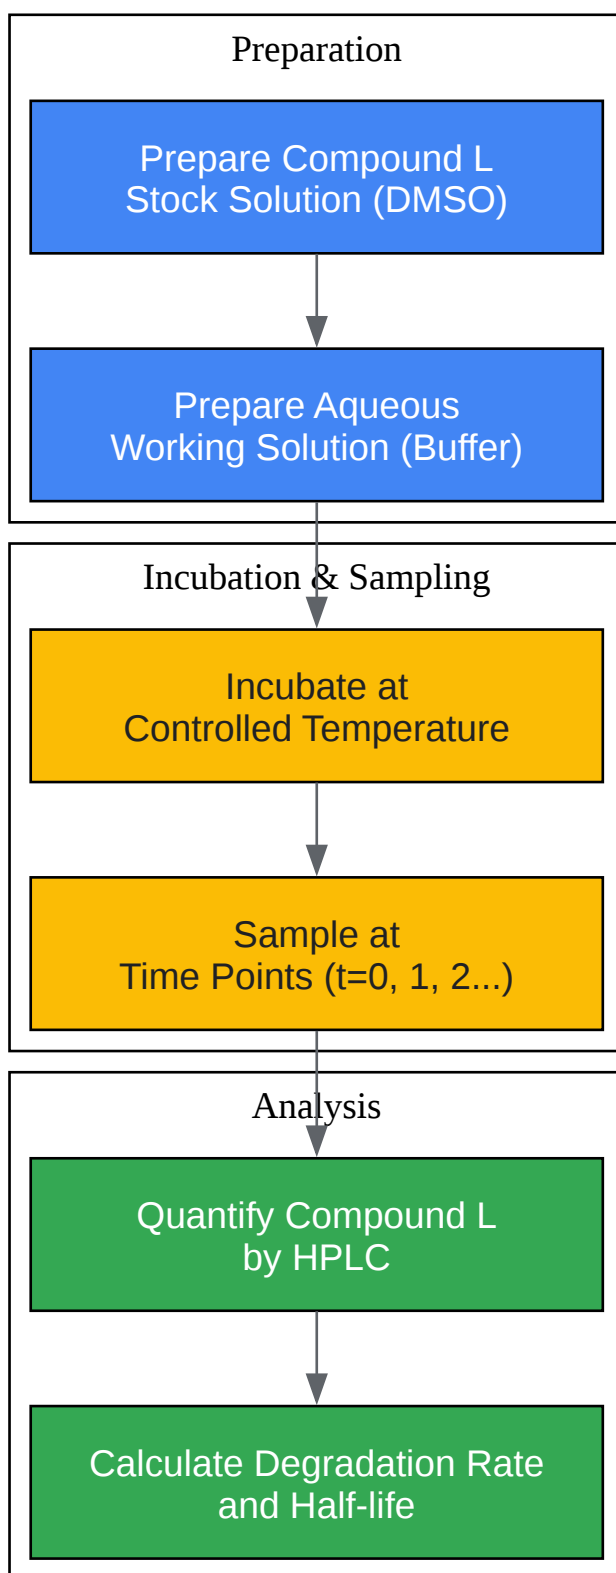 Preparation
Prepare Compound L
Stock Solution (DMSO)
Prepare Aqueous
Working Solution (Buffer)
Incubation & Sampling
Incubate at
Controlled Temperature
Sample at
Time Points (t=0, 1, 2...)
Analysis
Quantify Compound L
by HPLC
Calculate Degradation Rate
and Half-life